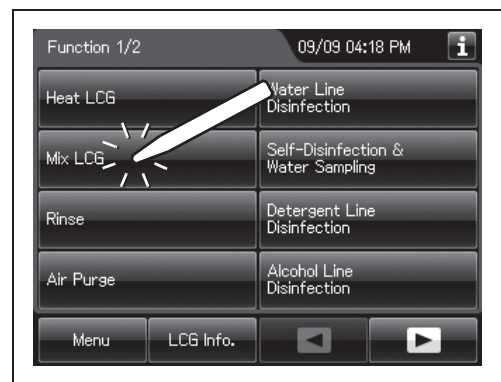 Function 1/2
09/09 04:18 PM
i
Heat LCG
Water Line
Disinfection
Mix LCG
Self-Disinfection &
Water Sampling
Rinse
Detergent Line
Disinfection
Air Purge
Alcohol Line
Disinfection
Menu
LCG Info.